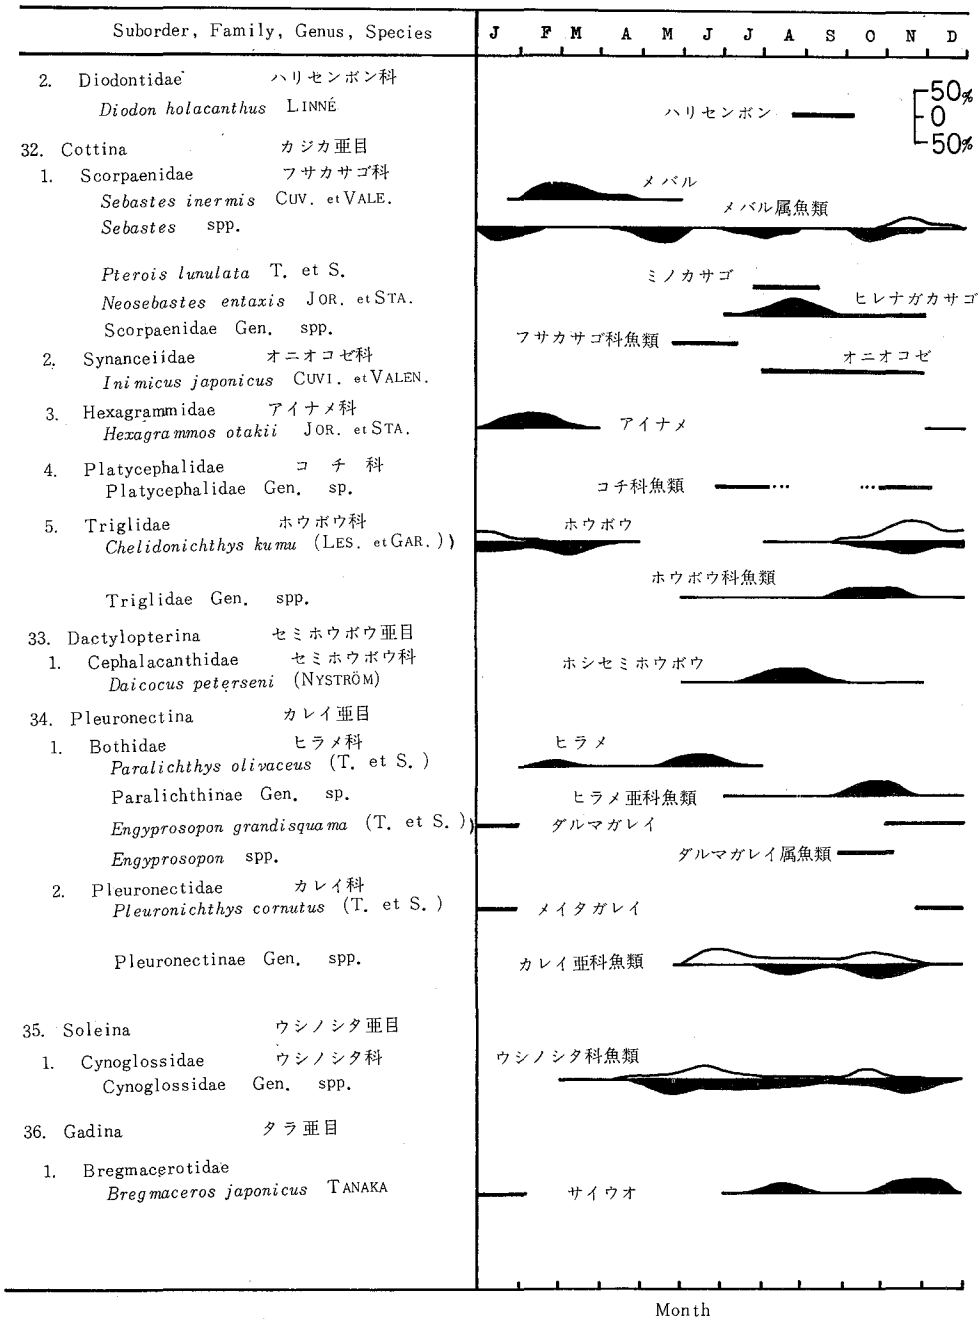 Suborder, Family, Genus, Species J F M A M J J A S O N D
2. Diodontidae ハリセンボン科
Diodon holacanthus LINNÉ ハリセンボン
50%
0
50%
32. Cottina カジカ亜目
1. Scorpaenidae フサカサゴ科
Sebastes inermis CUV. et VALE. メバル
Sebastes spp. メバル属魚類
Pterois lunulata T. et S. ミノカサゴ
Neosebastes entaxis JOR. et STA. ヒレナガカサゴ
Scorpaenidae Gen. spp. フサカサゴ科魚類
2. Synanceiidae オニオコゼ科
Inimicus japonicus CUVI. et VALEN. オニオコゼ
3. Hexagrammidae アイナメ科
Hexagrammos otakii JOR. et STA. アイナメ
4. Platycephalidae コチ科
Platycephalidae Gen. sp. コチ科魚類
5. Triglidae ホウボウ科
Chelidonichthys kumu (LES. et GAR.)) ホウボウ
Triglidae Gen. spp. ホウボウ科魚類
33. Dactylopterina セミホウボウ亜目
1. Cephalacanthidae セミホウボウ科
Daicocus peterseni (NYSTRÖM) ホシセミホウボウ
34. Pleuronectina カレイ亜目
1. Bothidae ヒラメ科
Paralichthys olivaceus (T. et S.) ヒラメ
Paralichthinae Gen. sp. ヒラメ亜科魚類
Engyprosopon grandisquama (T. et S.)) ダルマガレイ
Engyprosopon spp. ダルマガレイ属魚類
2. Pleuronectidae カレイ科
Pleuronichthys cornutus (T. et S.) メイタガレイ
Pleuronectinae Gen. spp. カレイ亜科魚類
35. Soleina ウシノシタ亜目
1. Cynoglossidae ウシノシタ科
Cynoglossidae Gen. spp. ウシノシタ科魚類
36. Gadina タラ亜目
1. Bregmacerotidae
Bregmaceros japonicus TANAKA サイウオ
Month